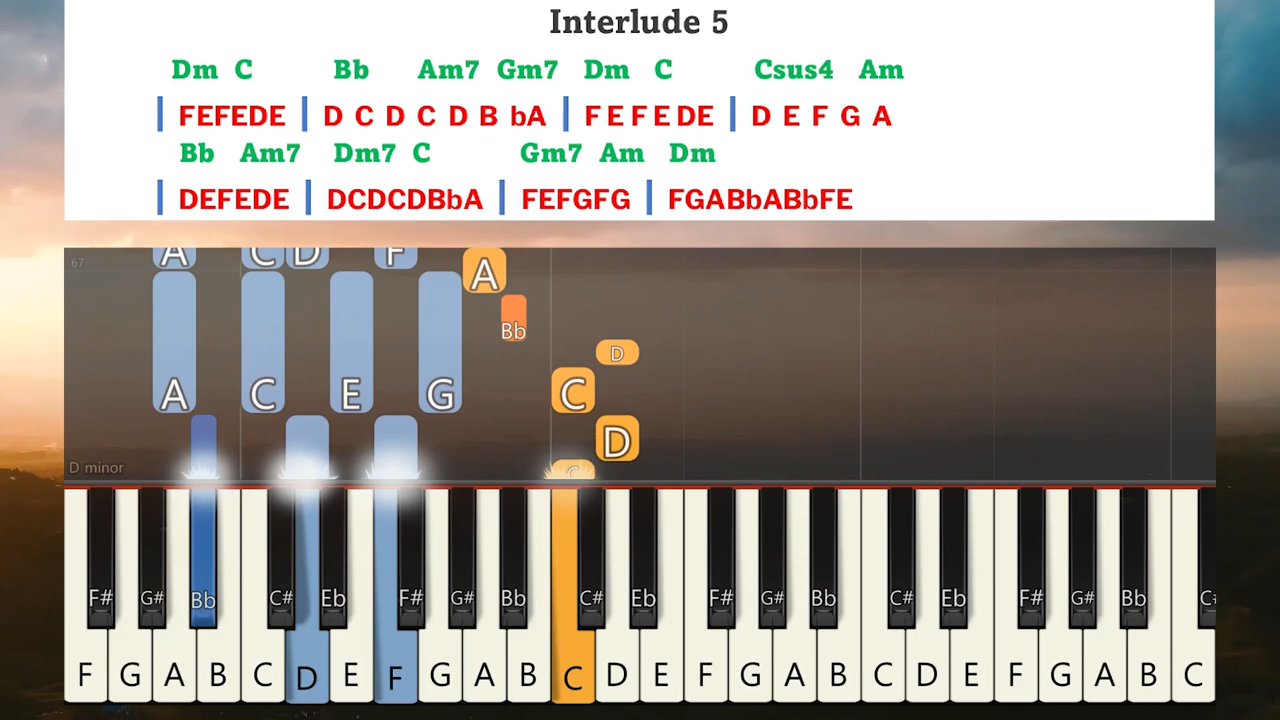 Interlude 5
Dm C Bb Am7 Gm7 Dm C Csus4 Am
| FEFEDE | D C D C D B bA | F E F E DE | D E F G A
Bb Am7 Dm7 C Gm7 Am Dm
| DEFEDE | DCDCDBbA | FEFGFG | FGABbABbFE
67
A C D F A
Bb
D
A C E G C
D
D minor C
F# G# Bb C# Eb F# G# Bb C# Eb F# G# Bb C# Eb F# G# Bb C#
F G A B C D E F G A B C D E F G A B C D E F G A B C